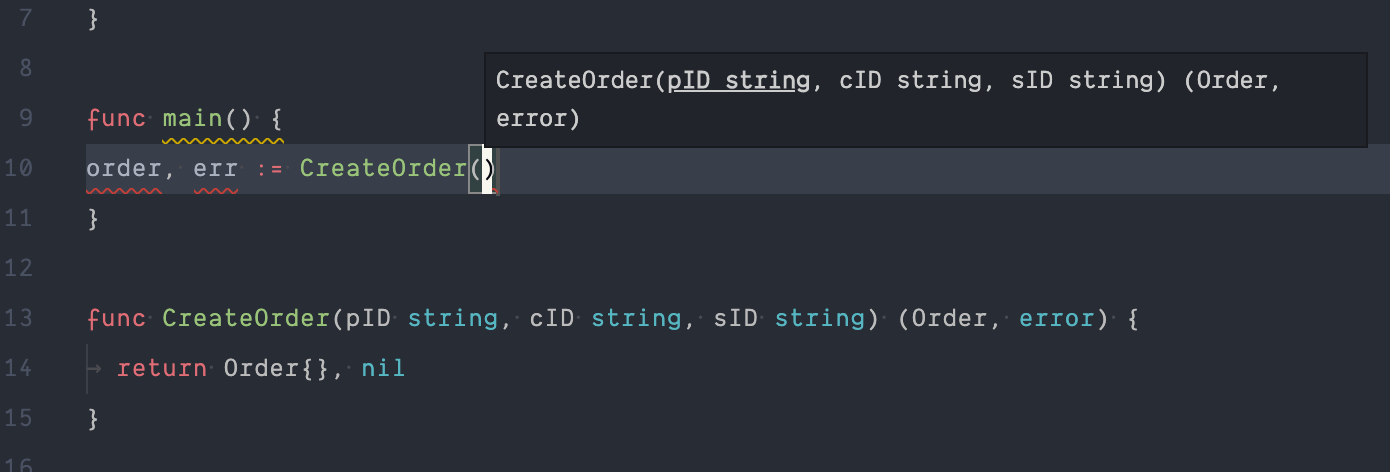 7 }
8
CreateOrder(pID string, cID string, sID string) (Order,
error)
9 func main() {
10 order, err := CreateOrder()
11 }
12
13 func CreateOrder(pID string, cID string, sID string) (Order, error) {
14 → return Order{}, nil
15 }
16